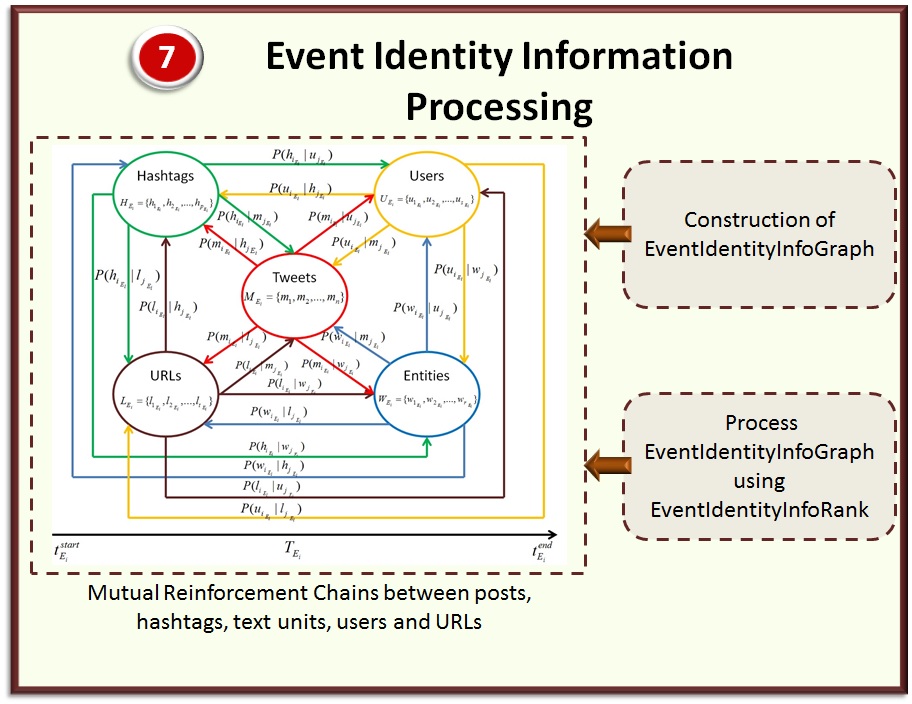 7
Event Identity Information
Processing
P(h_{i_{E_i}} | u_{j_{E_i}})
Hashtags
H_{E_i} = {h_{1_{E_i}}, h_{2_{E_i}},..., h_{p_{E_i}}}
Users
U_{E_i} = {u_{1_{E_i}}, u_{2_{E_i}},..., u_{s_{E_i}}}
P(u_{i_{E_i}} | h_{j_{E_i}})
P(h_{i_{E_i}} | m_{j_{E_i}})
P(m_{i_{E_i}} | u_{j_{E_i}})
P(m_{i_{E_i}} | h_{j_{E_i}})
P(u_{i_{E_i}} | m_{j_{E_i}})
P(h_{i_{E_i}} | l_{j_{E_i}})
Tweets
M_{E_i} = {m_1, m_2,..., m_n}
P(u_{i_{E_i}} | w_{j_{E_i}})
P(l_{i_{E_i}} | h_{j_{E_i}})
P(w_{i_{E_i}} | u_{j_{E_i}})
P(m_{i_{E_i}} | l_{j_{E_i}})
P(w_{i_{E_i}} | m_{j_{E_i}})
P(l_{i_{E_i}} | m_{j_{E_i}})
P(m_{i_{E_i}} | w_{j_{E_i}})
URLs
L_{E_i} = {l_{1_{E_i}}, l_{2_{E_i}},..., l_{t_{E_i}}}
P(l_{i_{E_i}} | w_{j_{E_i}})
Entities
W_{E_i} = {w_{1_{E_i}}, w_{2_{E_i}},..., w_{r_{E_i}}}
P(w_{i_{E_i}} | l_{j_{E_i}})
P(h_{i_{E_i}} | w_{j_{E_i}})
P(w_{i_{E_i}} | h_{j_{E_i}})
P(l_{i_{E_i}} | u_{j_{E_i}})
P(u_{i_{E_i}} | l_{j_{E_i}})
t_{E_i}^{start}
T_{E_i}
t_{E_i}^{end}
Construction of
EventIdentityInfoGraph
Process
EventIdentityInfoGraph
using
EventIdentityInfoRank
Mutual Reinforcement Chains between posts,
hashtags, text units, users and URLs